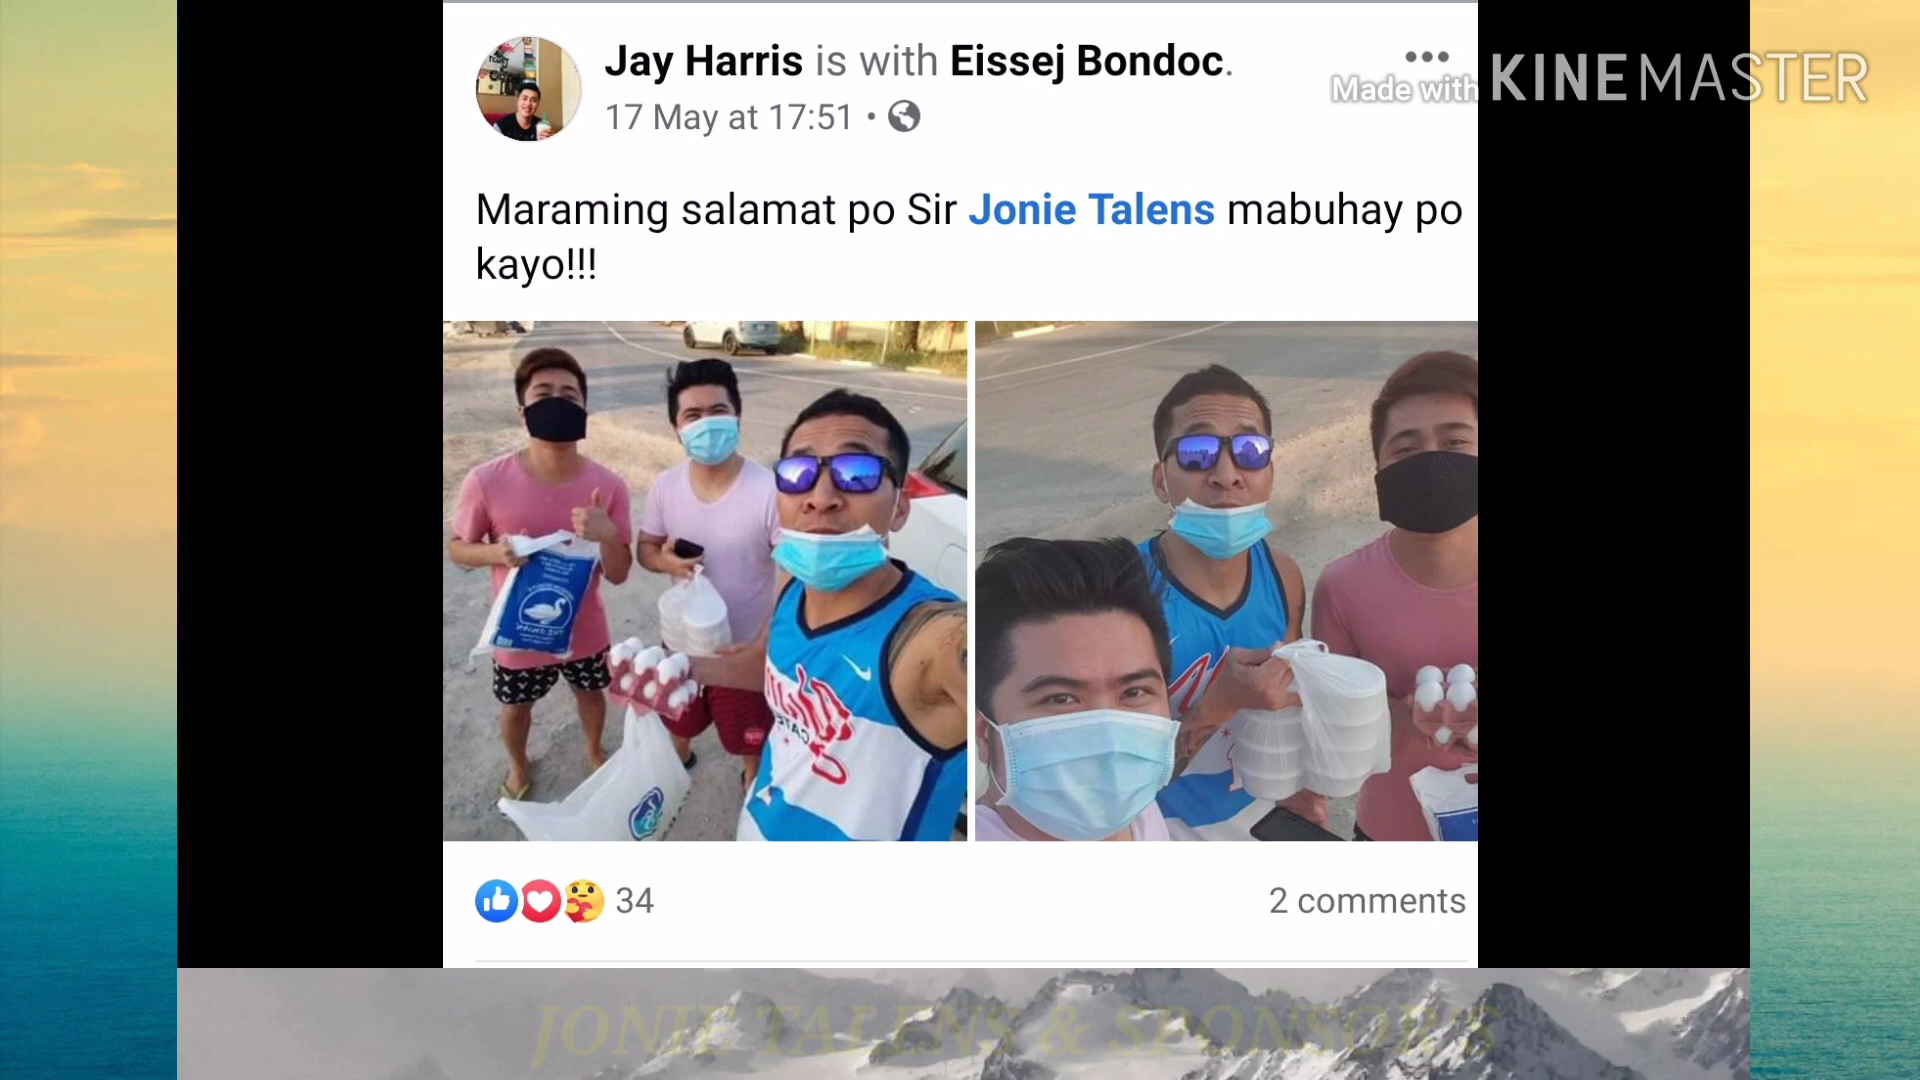 Jay Harris is with Eissej Bondoc.
17 May at 17:51 •
Made with KINEMASTER
Maraming salamat po Sir Jonie Talens mabuhay po
kayo!!!
34
2 comments
JONIE TALENS & SPONSORS